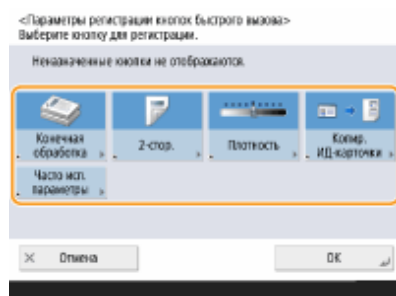 <Параметры регистрации кнопок быстрого вызова>
Выберите кнопку для регистрации.
Неназначенные кнопки не отображаются.
Конечная
обработка
2-стор.
Плотность
Копир.
ИД-карточки
Часто исп.
параметры
Отмена
OK